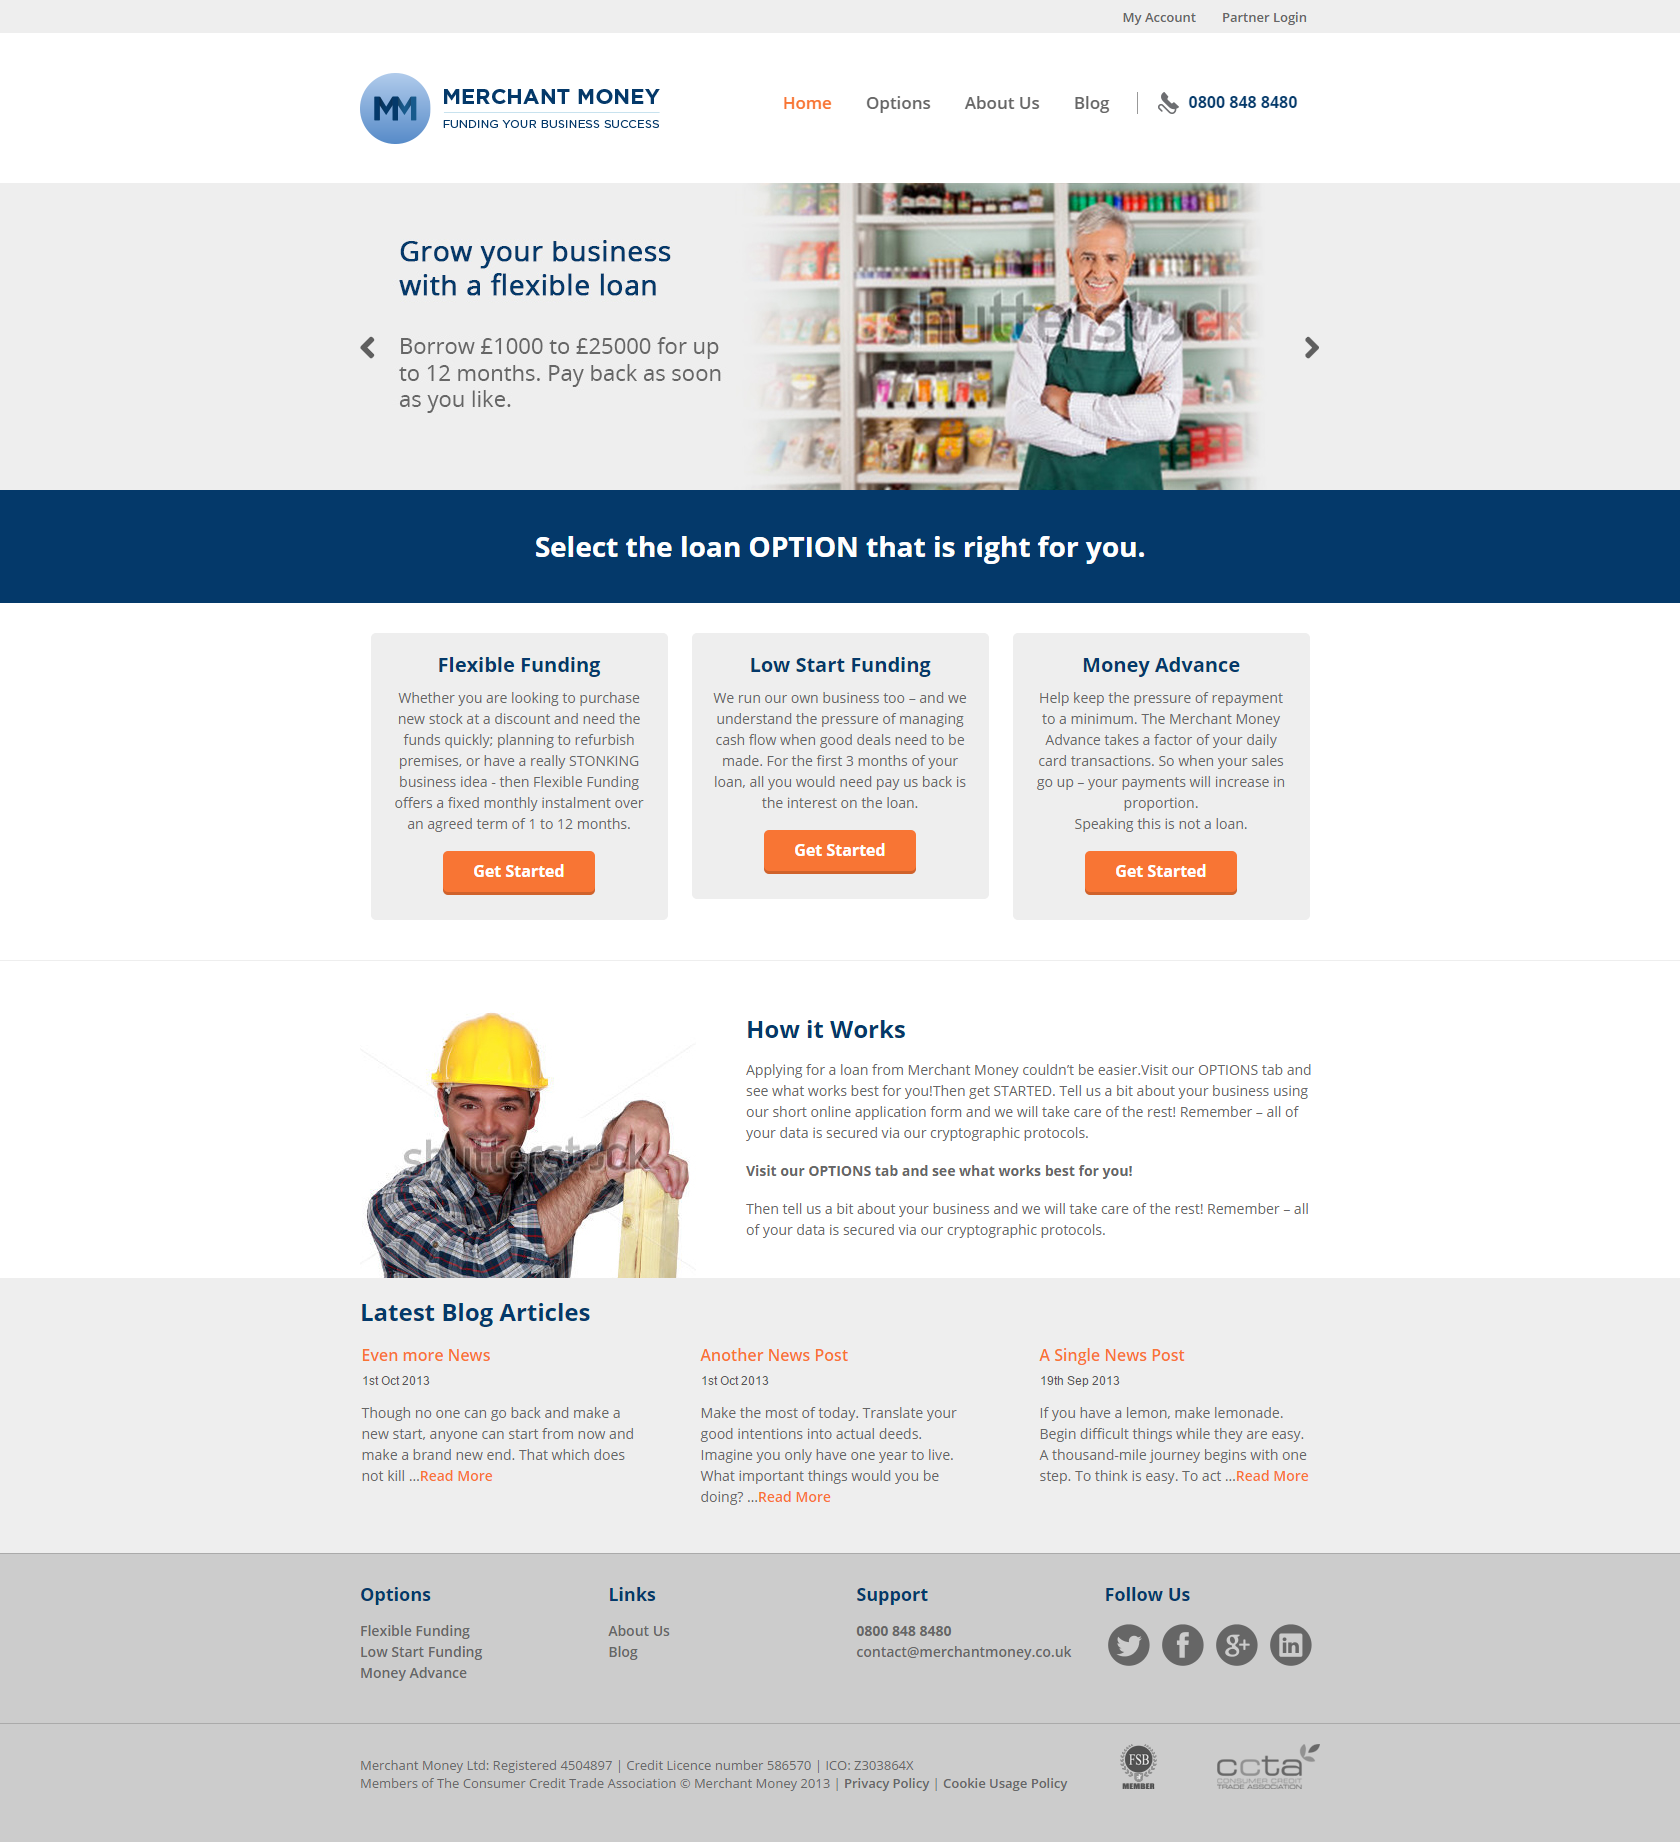 My Account Partner Login
MM MERCHANT MONEY
FUNDING YOUR BUSINESS SUCCESS
Home Options About Us Blog 0800 848 8480
Grow your business
with a flexible loan
Borrow £1000 to £25000 for up
to 12 months. Pay back as soon
as you like.
shutterstock
Select the loan OPTION that is right for you.
Flexible Funding
Whether you are looking to purchase
new stock at a discount and need the
funds quickly; planning to refurbish
premises, or have a really STONKING
business idea - then Flexible Funding
offers a fixed monthly instalment over
an agreed term of 1 to 12 months.
Get Started
Low Start Funding
We run our own business too – and we
understand the pressure of managing
cash flow when good deals need to be
made. For the first 3 months of your
loan, all you would need pay us back is
the interest on the loan.
Get Started
Money Advance
Help keep the pressure of repayment
to a minimum. The Merchant Money
Advance takes a factor of your daily
card transactions. So when your sales
go up – your payments will increase in
proportion.
Speaking this is not a loan.
Get Started
shutterstock
How it Works
Applying for a loan from Merchant Money couldn’t be easier.Visit our OPTIONS tab and
see what works best for you!Then get STARTED. Tell us a bit about your business using
our short online application form and we will take care of the rest! Remember – all of
your data is secured via our cryptographic protocols.
Visit our OPTIONS tab and see what works best for you!
Then tell us a bit about your business and we will take care of the rest! Remember – all
of your data is secured via our cryptographic protocols.
Latest Blog Articles
Even more News
1st Oct 2013
Though no one can go back and make a
new start, anyone can start from now and
make a brand new end. That which does
not kill ...Read More
Another News Post
1st Oct 2013
Make the most of today. Translate your
good intentions into actual deeds.
Imagine you only have one year to live.
What important things would you be
doing? ...Read More
A Single News Post
19th Sep 2013
If you have a lemon, make lemonade.
Begin difficult things while they are easy.
A thousand-mile journey begins with one
step. To think is easy. To act ...Read More
Options
Flexible Funding
Low Start Funding
Money Advance
Links
About Us
Blog
Support
0800 848 8480
contact@merchantmoney.co.uk
Follow Us
f g+ in
Merchant Money Ltd: Registered 4504897 | Credit Licence number 586570 | ICO: Z303864X
Members of The Consumer Credit Trade Association © Merchant Money 2013 | Privacy Policy | Cookie Usage Policy
FSB
MEMBER
ccta
CONSUMER CREDIT
TRADE ASSOCIATION